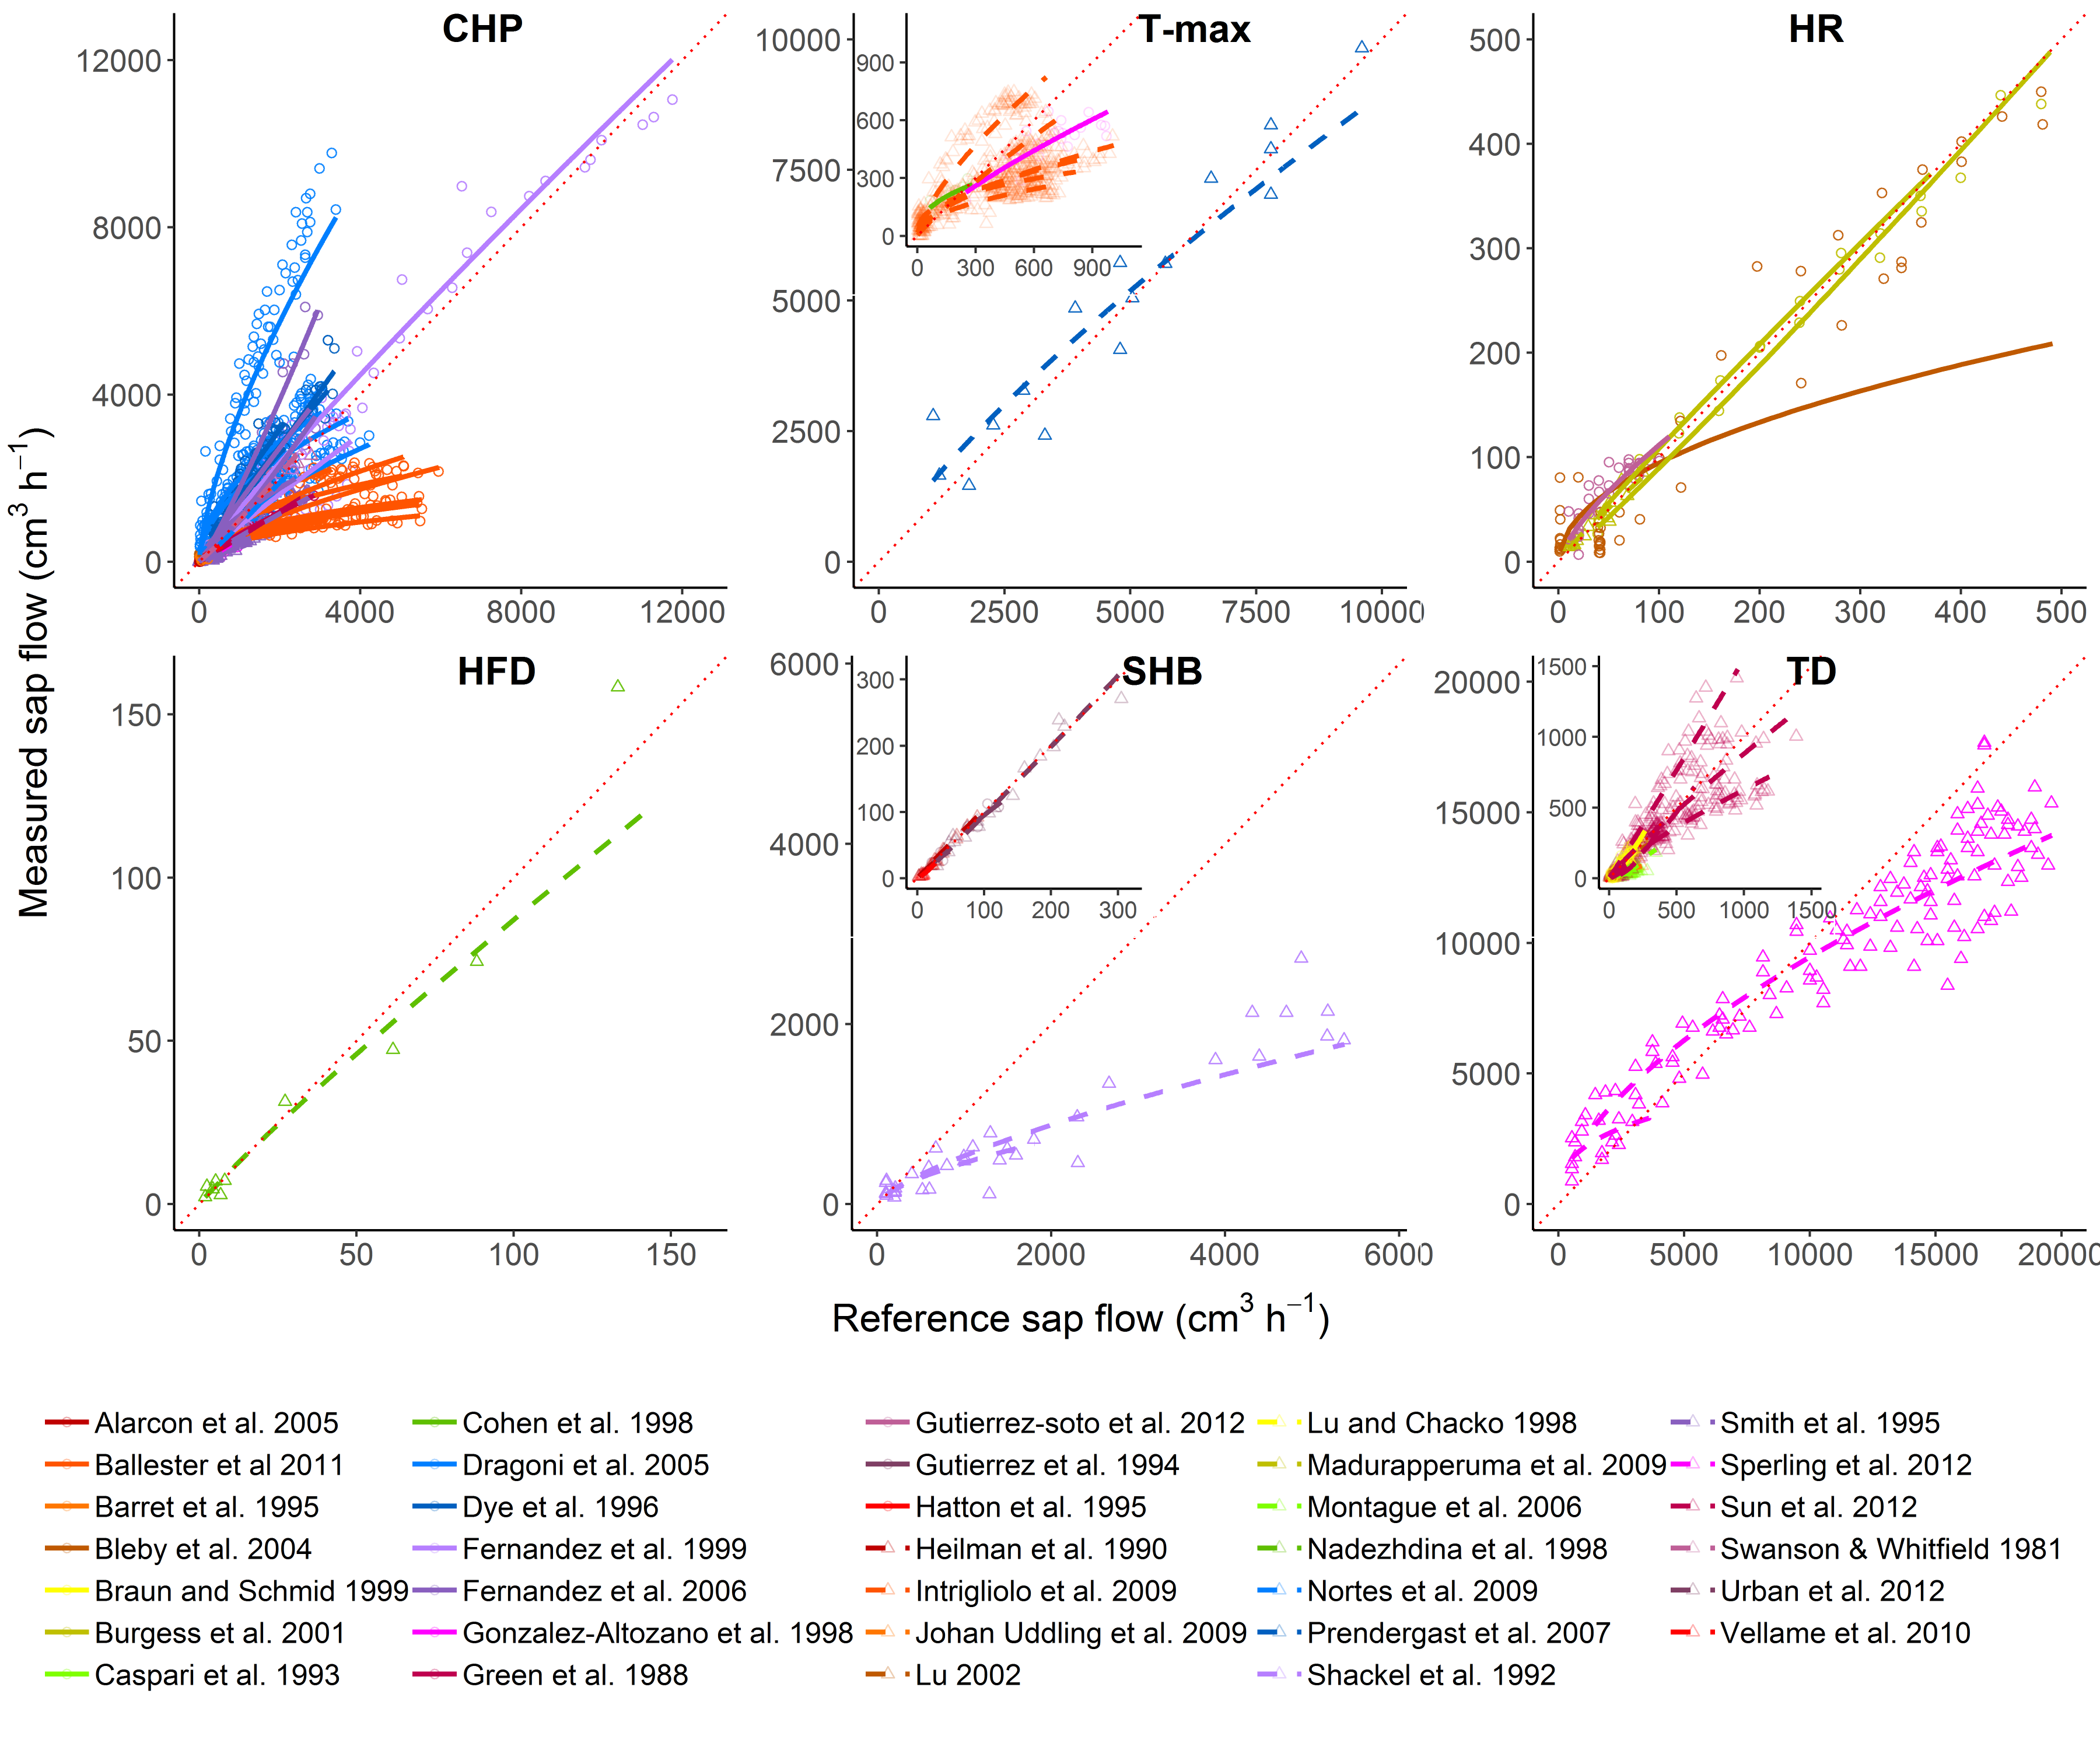 CHP
T-max
HR
12000
8000
4000
0
0
4000
8000
12000
10000
7500
5000
2500
0
0
2500
5000
7500
10000
900
600
300
0
0
300
600
900
500
400
300
200
100
0
0
100
200
300
400
500
Measured sap flow (cm³ h⁻¹)
HFD
SHB
TD
150
100
50
0
0
50
100
150
6000
4000
2000
0
0
2000
4000
6000
300
200
100
0
0
100
200
300
20000
15000
10000
5000
0
0
5000
10000
15000
20000
1500
1000
500
0
0
500
1000
1500
Reference sap flow (cm³ h⁻¹)
Alarcon et al. 2005
Ballester et al 2011
Barret et al. 1995
Bleby et al. 2004
Braun and Schmid 1999
Burgess et al. 2001
Caspari et al. 1993
Cohen et al. 1998
Dragoni et al. 2005
Dye et al. 1996
Fernandez et al. 1999
Fernandez et al. 2006
Gonzalez-Altozano et al. 1998
Green et al. 1988
Gutierrez-soto et al. 2012
Gutierrez et al. 1994
Hatton et al. 1995
Heilman et al. 1990
Intrigliolo et al. 2009
Johan Uddling et al. 2009
Lu 2002
Lu and Chacko 1998
Madurapperuma et al. 2009
Montague et al. 2006
Nadezhdina et al. 1998
Nortes et al. 2009
Prendergast et al. 2007
Shackel et al. 1992
Smith et al. 1995
Sperling et al. 2012
Sun et al. 2012
Swanson & Whitfield 1981
Urban et al. 2012
Vellame et al. 2010